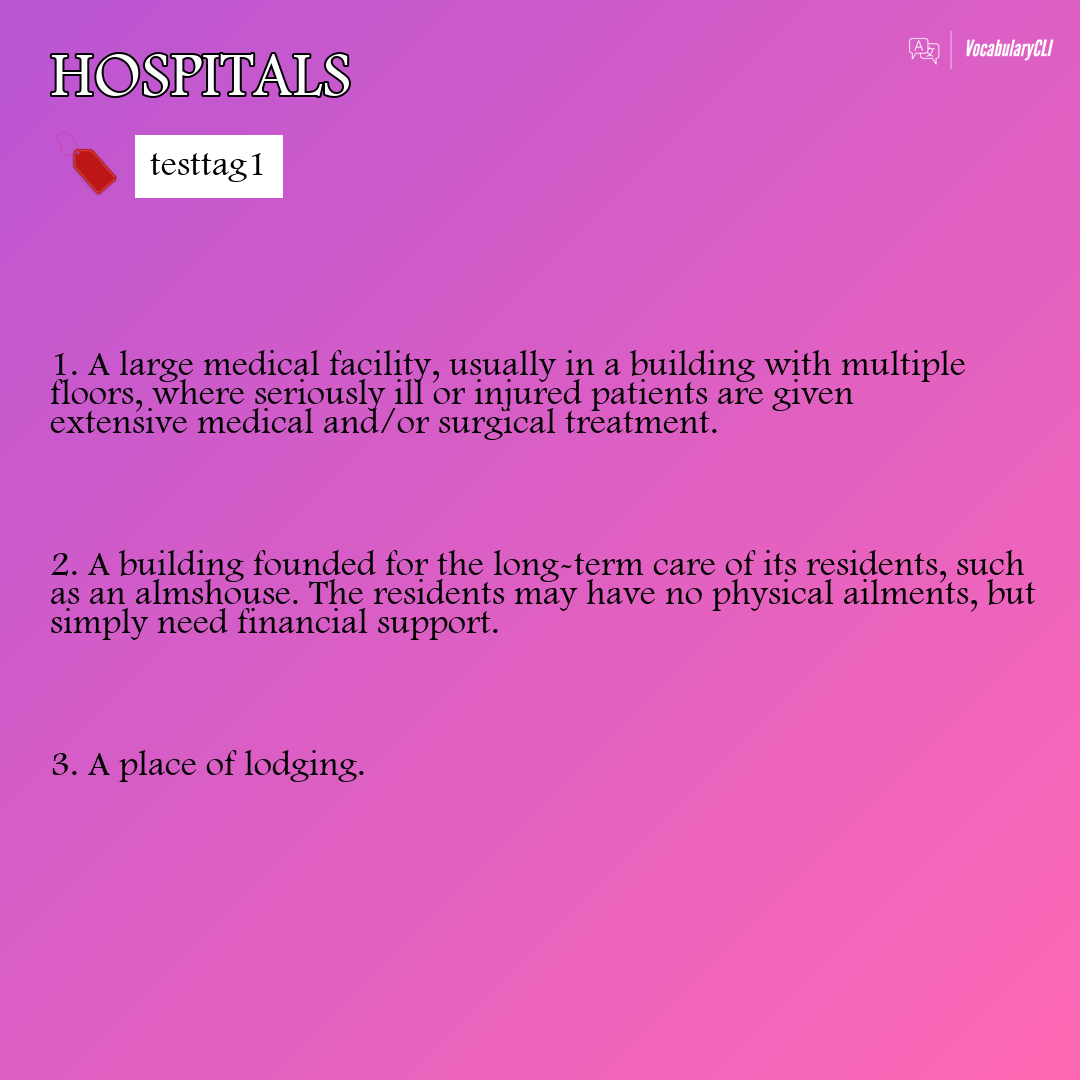 HOSPITALS
VocabularyCLI
testtag1
1. A large medical facility, usually in a building with multiple
floors, where seriously ill or injured patients are given
extensive medical and/or surgical treatment.
2. A building founded for the long-term care of its residents, such
as an almshouse. The residents may have no physical ailments, but
simply need financial support.
3. A place of lodging.